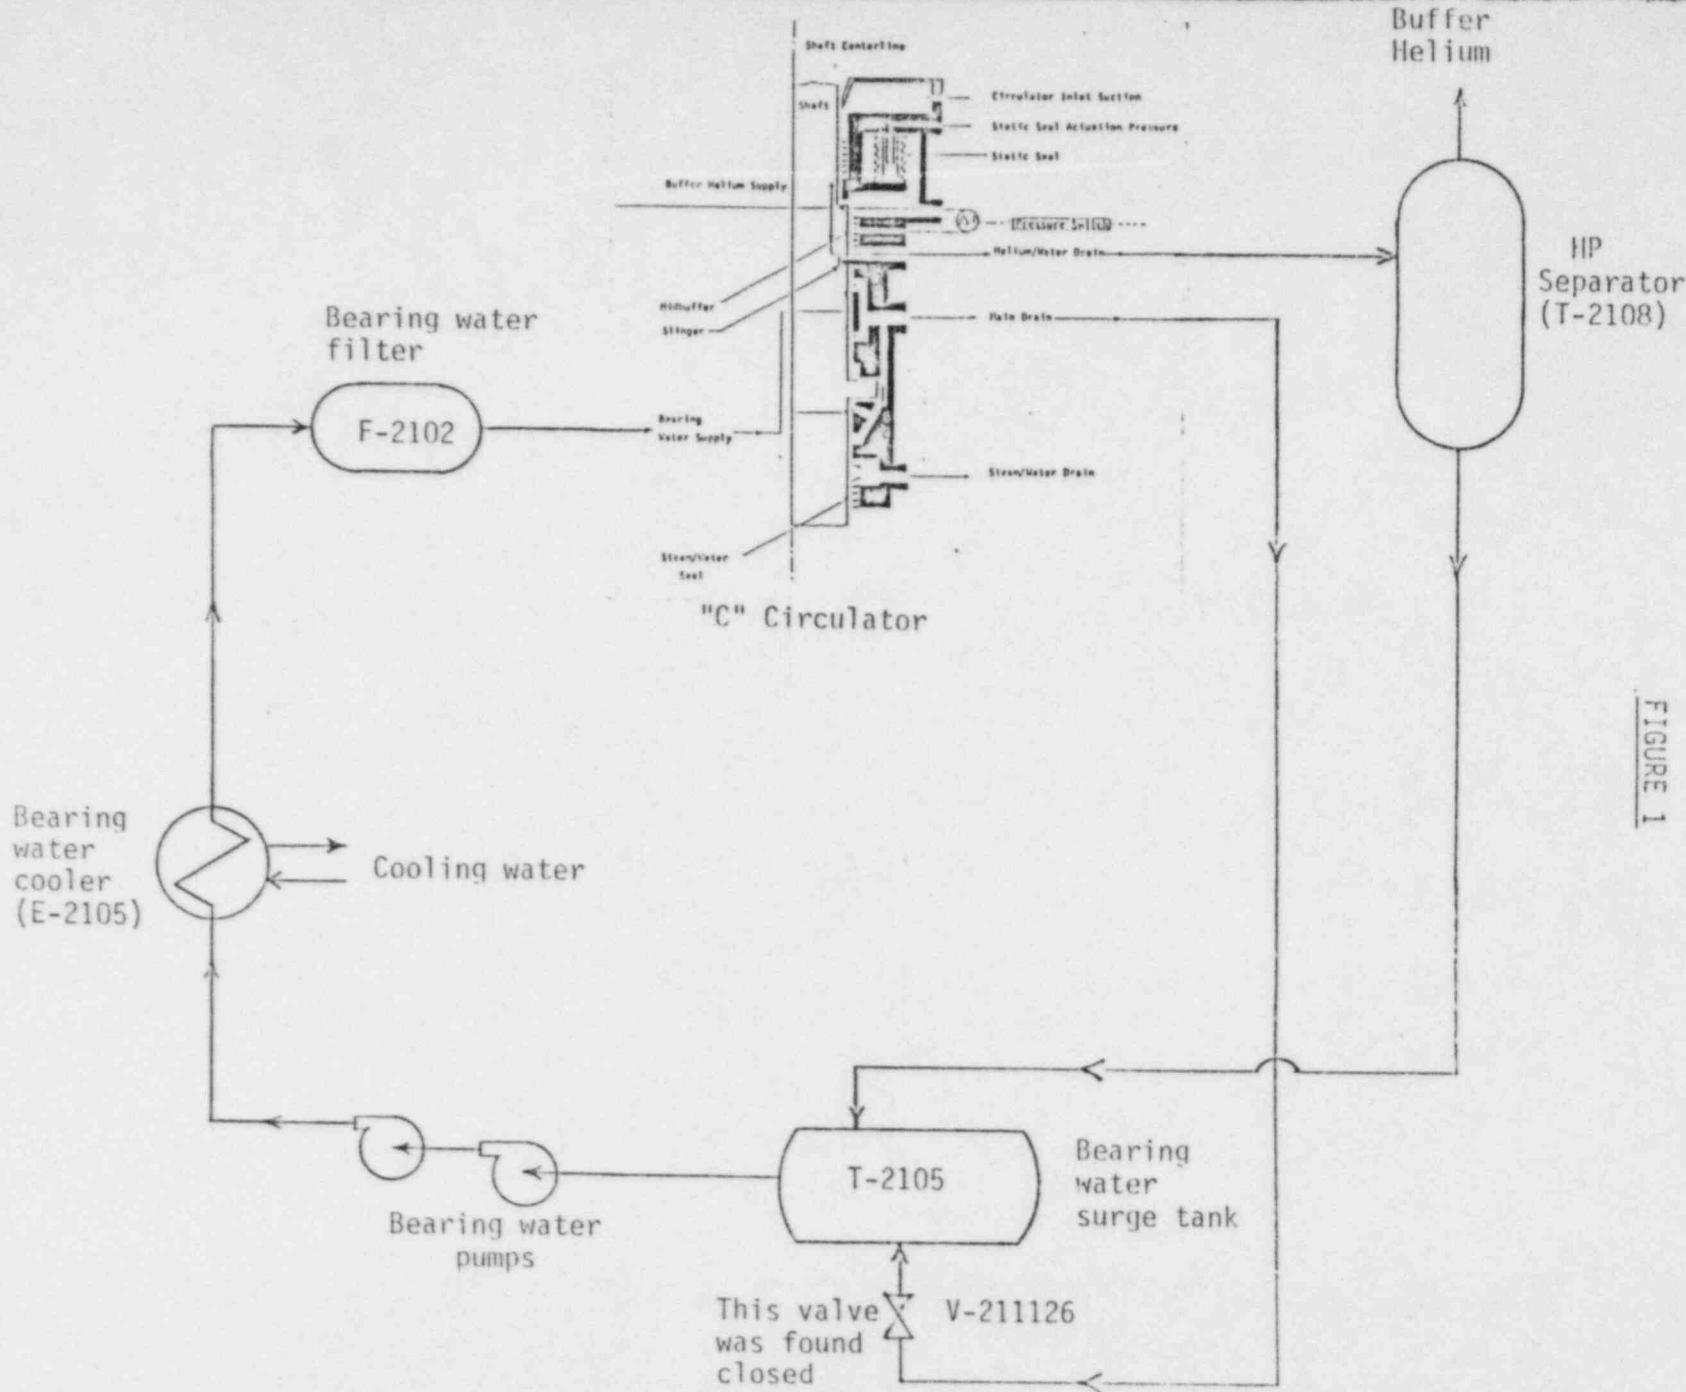 Buffer
Helium
Shaft Centerline
Shaft
Circulator Inlet Suction
Static Seal Actuation Pressure
Static Seal
Buffer Helium Supply
Pressure Switch
Helium/Water Drain
HP
Separator
(T-2108)
Midbuffer
Slinger
Main Drain
Bearing water
filter
F-2102
Bearing
Water Supply
Steam/Water Drain
Steam/Water
Seal
"C" Circulator
FIGURE 1
Bearing
water
cooler
(E-2105)
Cooling water
T-2105
Bearing
water
surge tank
Bearing water
pumps
This valve
was found
closed
V-211126